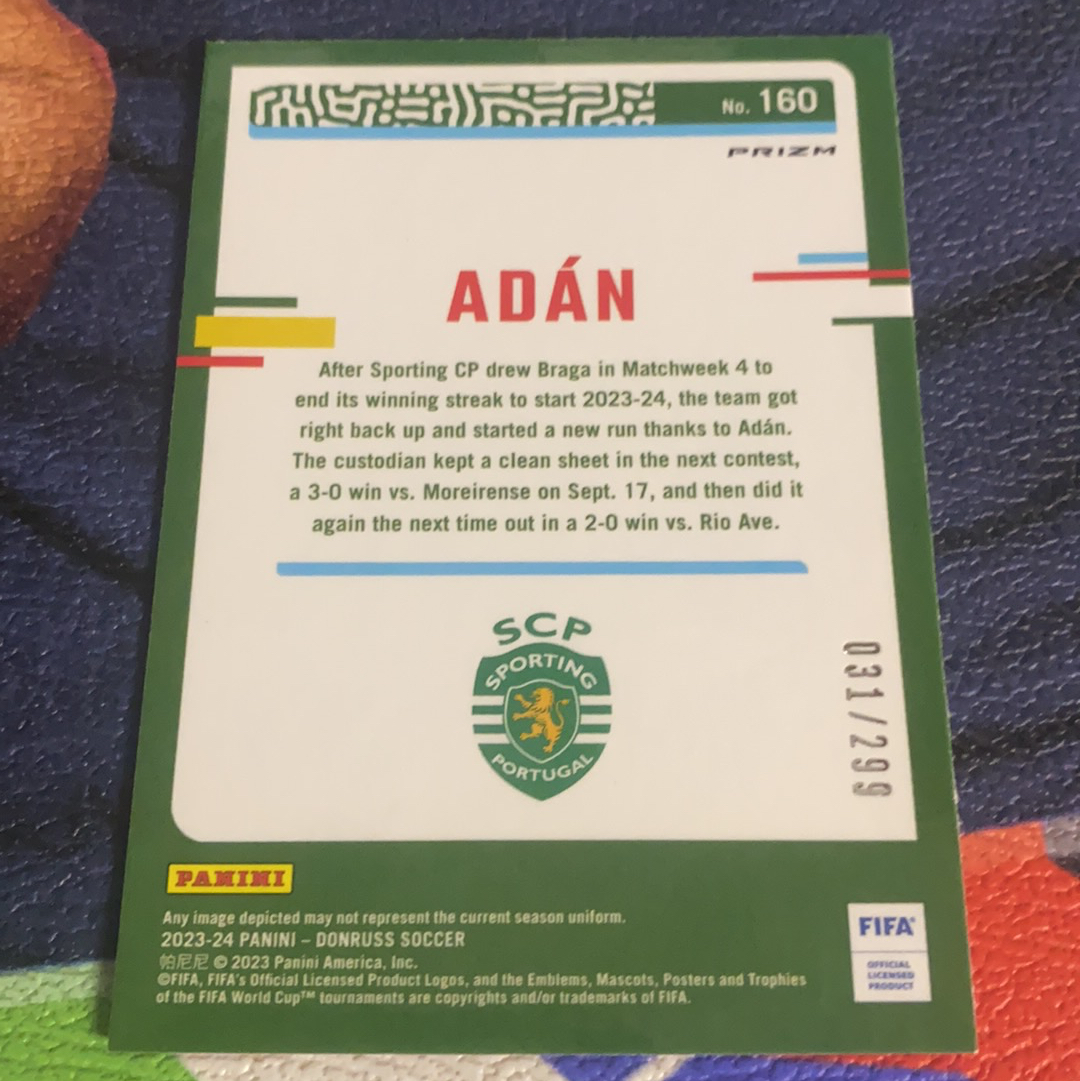 No. 160
PRIZM
ADÁN
After Sporting CP drew Braga in Matchweek 4 to
end its winning streak to start 2023-24, the team got
right back up and started a new run thanks to Adán.
The custodian kept a clean sheet in the next contest,
a 3-0 win vs. Moreirense on Sept. 17, and then did it
again the next time out in a 2-0 win vs. Rio Ave.
SCP
SPORTING
PORTUGAL
031/299
PANINI
Any image depicted may not represent the current season uniform.
2023-24 PANINI – DONRUSS SOCCER
帕尼尼 © 2023 Panini America, Inc.
©FIFA, FIFA's Official Licensed Product Logos, and the Emblems, Mascots, Posters and Trophies
of the FIFA World Cup™ tournaments are copyrights and/or trademarks of FIFA.
FIFA®
OFFICIAL
LICENSED
PRODUCT